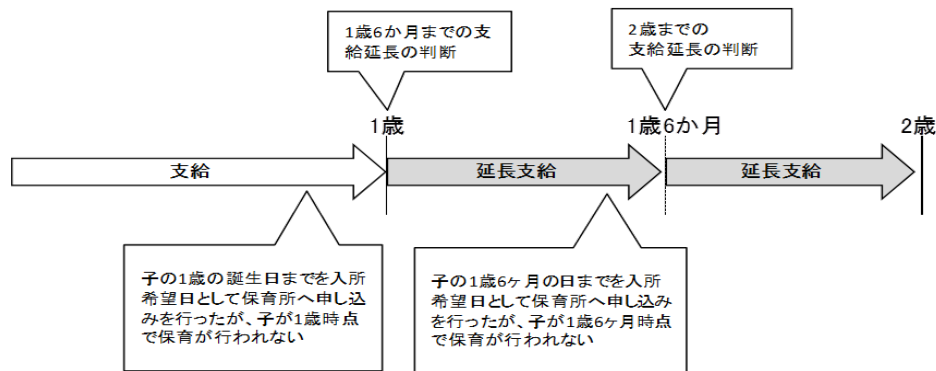 1歳6か月までの支
給延長の判断
2歳までの
支給延長の判断
1歳
1歳6か月
2歳
支給
延長支給
延長支給
子の1歳の誕生日までを入所
希望日として保育所へ申し込
みを行ったが、子が1歳時点
で保育が行われない
子の1歳6ヶ月の日までを入所
希望日として保育所へ申し込み
を行ったが、子が1歳6ヶ月時点
で保育が行われない